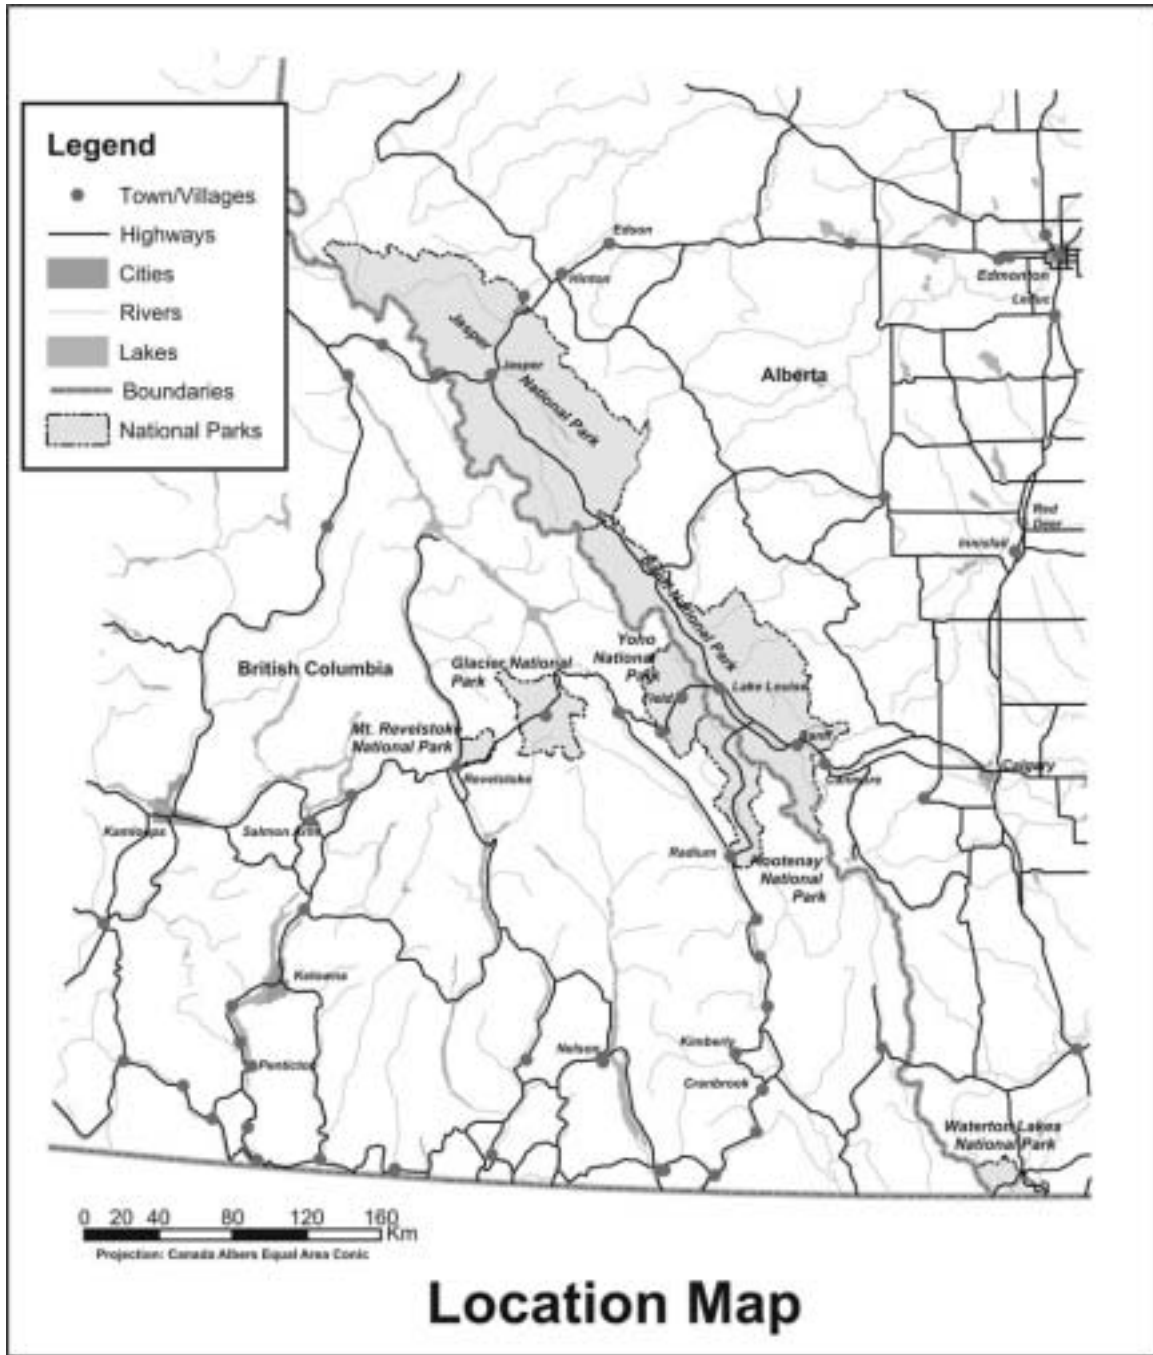 Legend
Town/Villages
Highways
Cities
Rivers
Lakes
Boundaries
National Parks
Edson
Hinton
Edmonton
Leduc
Jasper
Jasper
National Park
Alberta
Red
Deer
Innisfail
National Park
British Columbia
Yoho
National
Park
Glacier National
Park
Lake Louise
Field
Mt. Revelstoke
National Park
Banff
Revelstoke
Canmore
Calgary
Kamloops
Salmon Arm
Radium
Kootenay
National
Park
Kelowna
Nelson
Kimberly
Cranbrook
Penticton
Waterton Lakes
National Park
0 20 40 80 120 160
Km
Projection: Canada Albers Equal Area Conic
Location Map